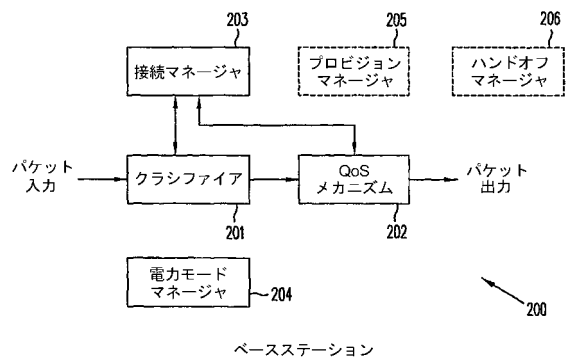 203
205
206
接続マネージャ
プロビジョン
マネージャ
ハンドオフ
マネージャ
パケット
入力
クラシファイア
QoS
メカニズム
パケット
出力
201
202
電力モード
マネージャ
204
200
ベースステーション